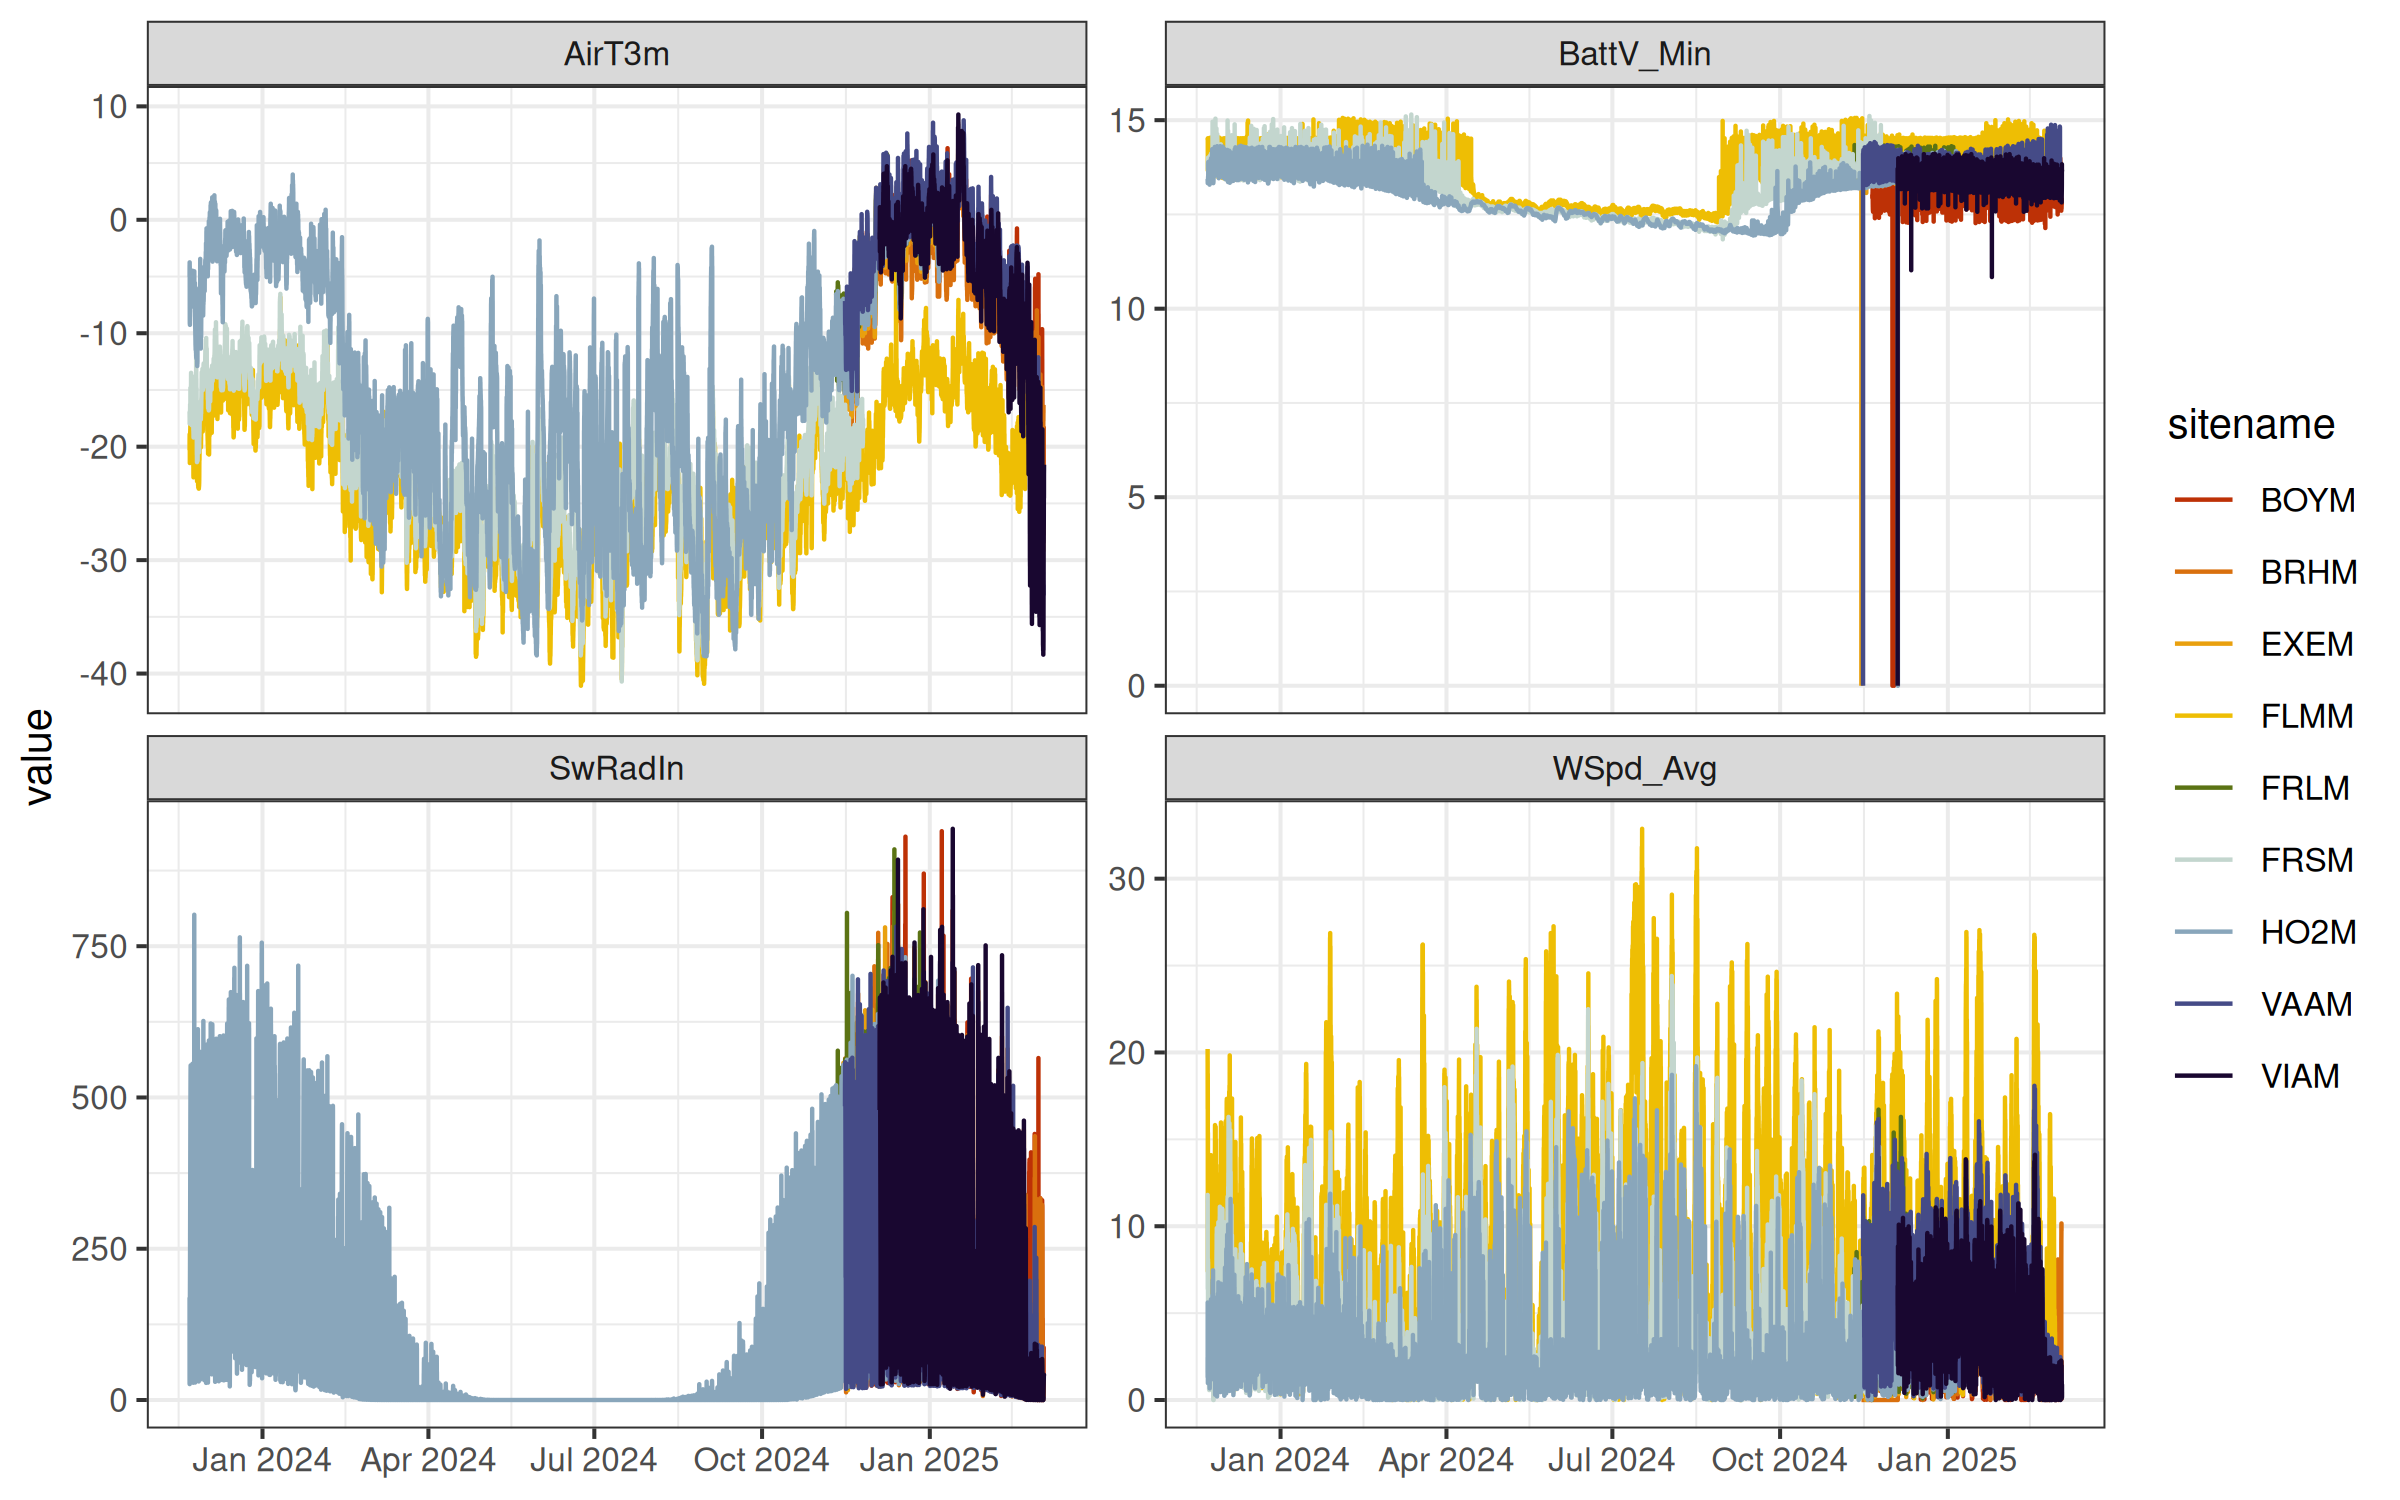 AirT3m
BattV_Min
10
0
-10
-20
-30
-40
15
10
5
0
value
SwRadIn
WSpd_Avg
750
500
250
0
30
20
10
0
Jan 2024 Apr 2024 Jul 2024 Oct 2024 Jan 2025
Jan 2024 Apr 2024 Jul 2024 Oct 2024 Jan 2025
sitename
BOYM
BRHM
EXEM
FLMM
FRLM
FRSM
HO2M
VAAM
VIAM